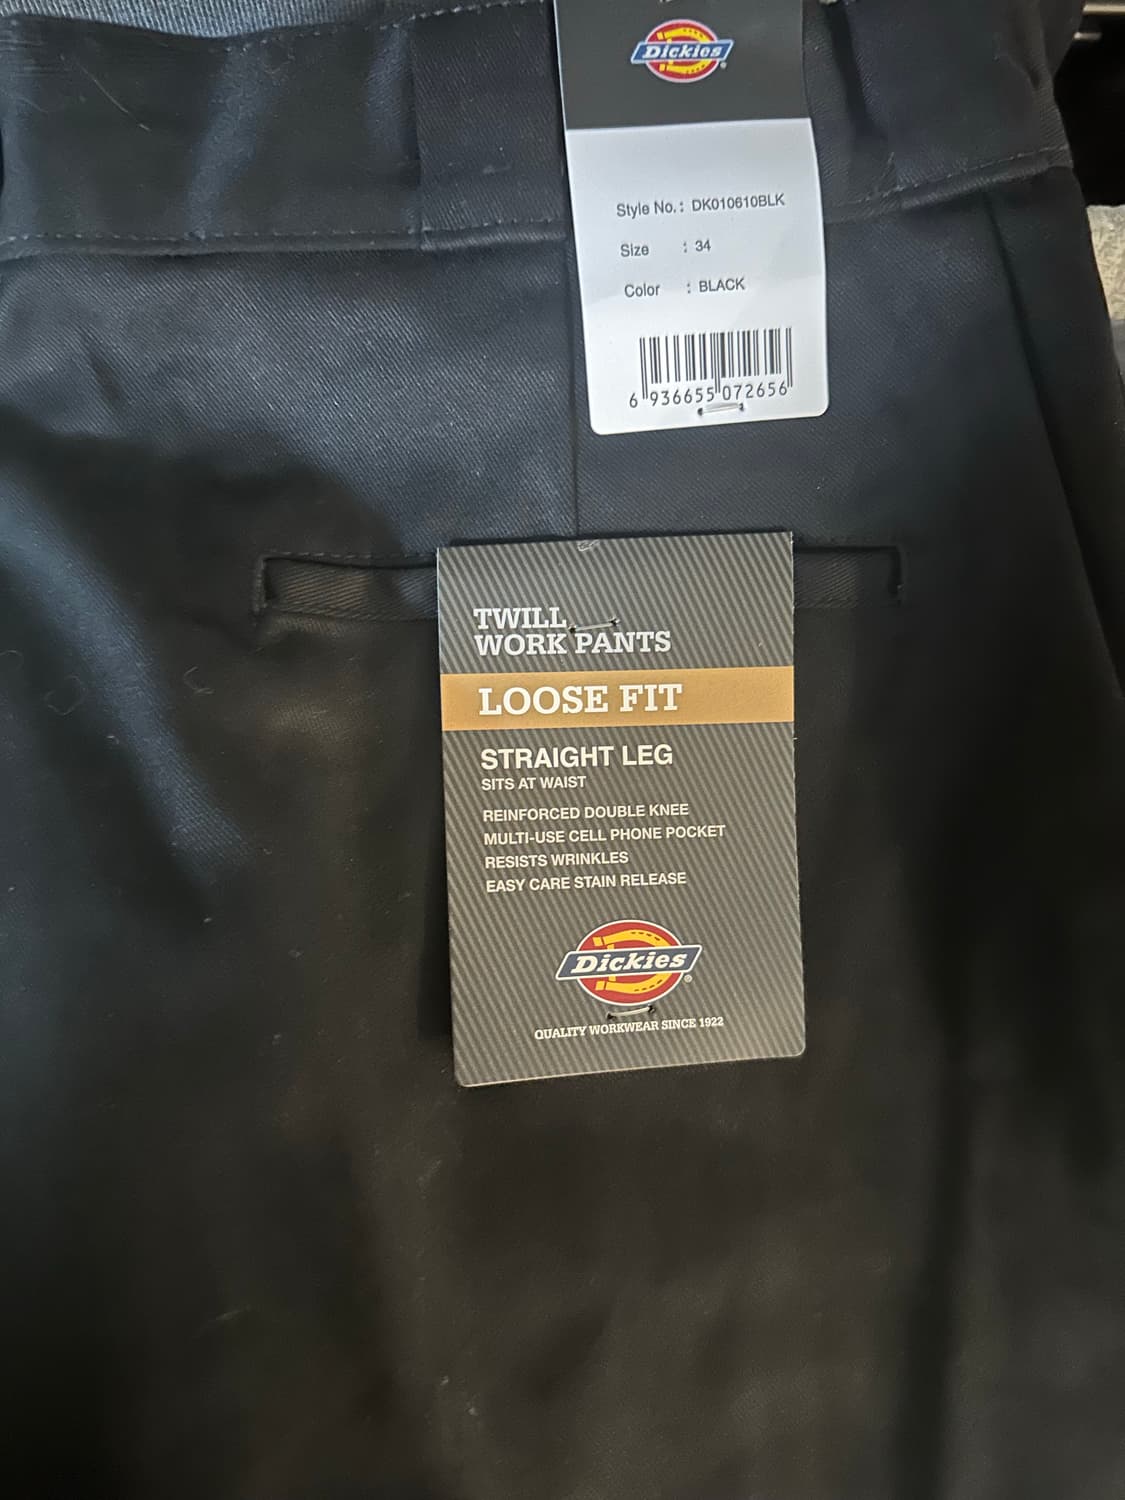 Dickies
Style No. : DK010610BLK
Size : 34
Color : BLACK
6 936655 072656
TWILL
WORK PANTS
LOOSE FIT
STRAIGHT LEG
SITS AT WAIST
REINFORCED DOUBLE KNEE
MULTI-USE CELL PHONE POCKET
RESISTS WRINKLES
EASY CARE STAIN RELEASE
Dickies®
QUALITY WORKWEAR SINCE 1922